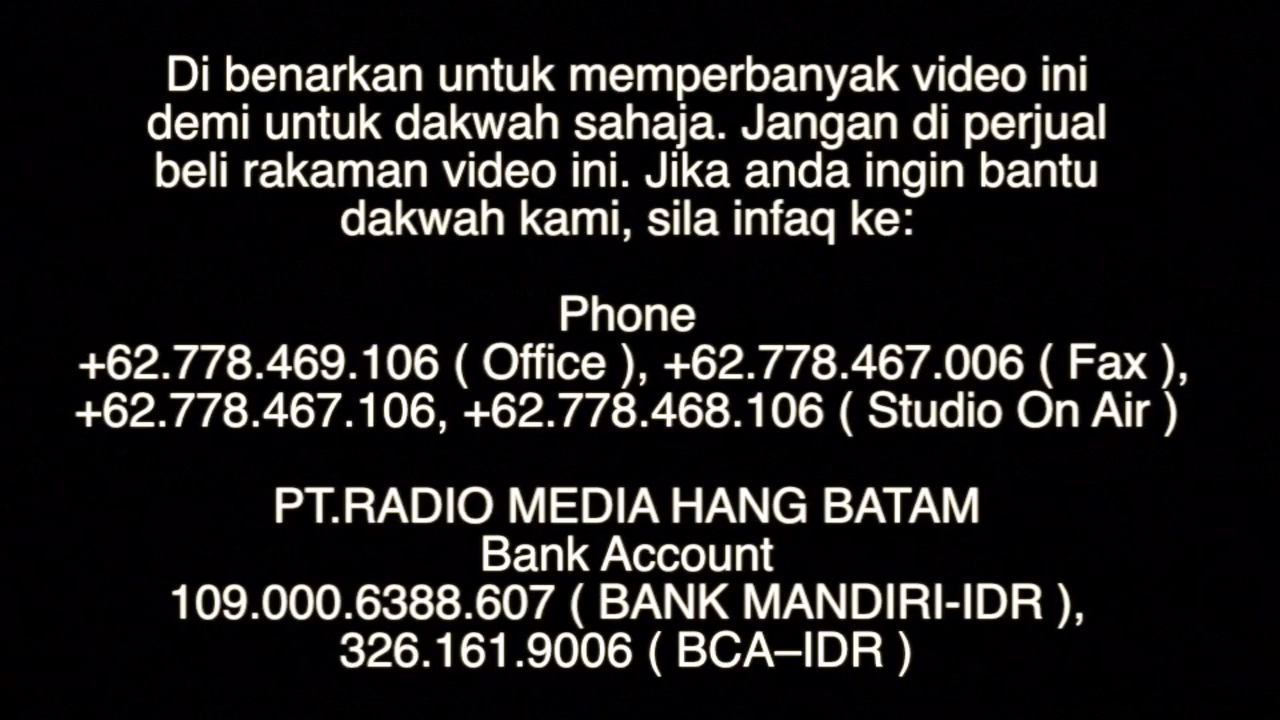 Di benarkan untuk memperbanyak video ini
demi untuk dakwah sahaja. Jangan di perjual
beli rakaman video ini. Jika anda ingin bantu
dakwah kami, sila infaq ke:
Phone
+62.778.469.106 ( Office ), +62.778.467.006 ( Fax ),
+62.778.467.106, +62.778.468.106 ( Studio On Air )
PT.RADIO MEDIA HANG BATAM
Bank Account
109.000.6388.607 ( BANK MANDIRI-IDR ),
326.161.9006 ( BCA–IDR )